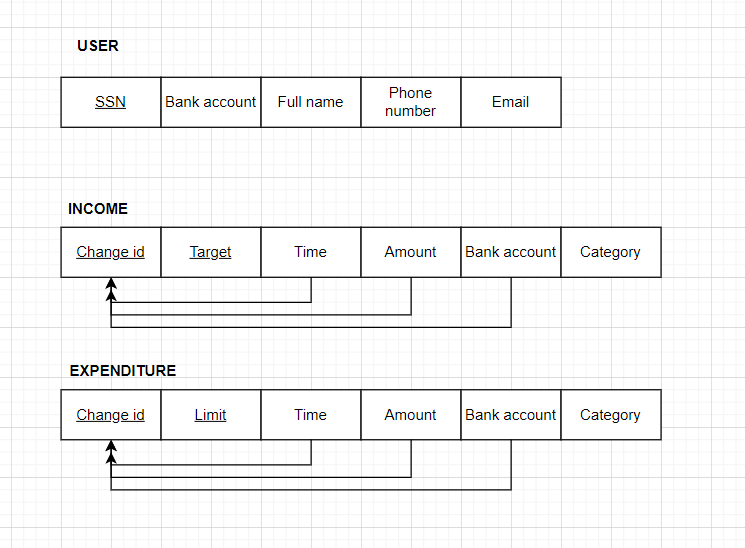 USER
SSN
Bank account
Full name
Phone
number
Email
INCOME
Change id
Target
Time
Amount
Bank account
Category
EXPENDITURE
Change id
Limit
Time
Amount
Bank account
Category